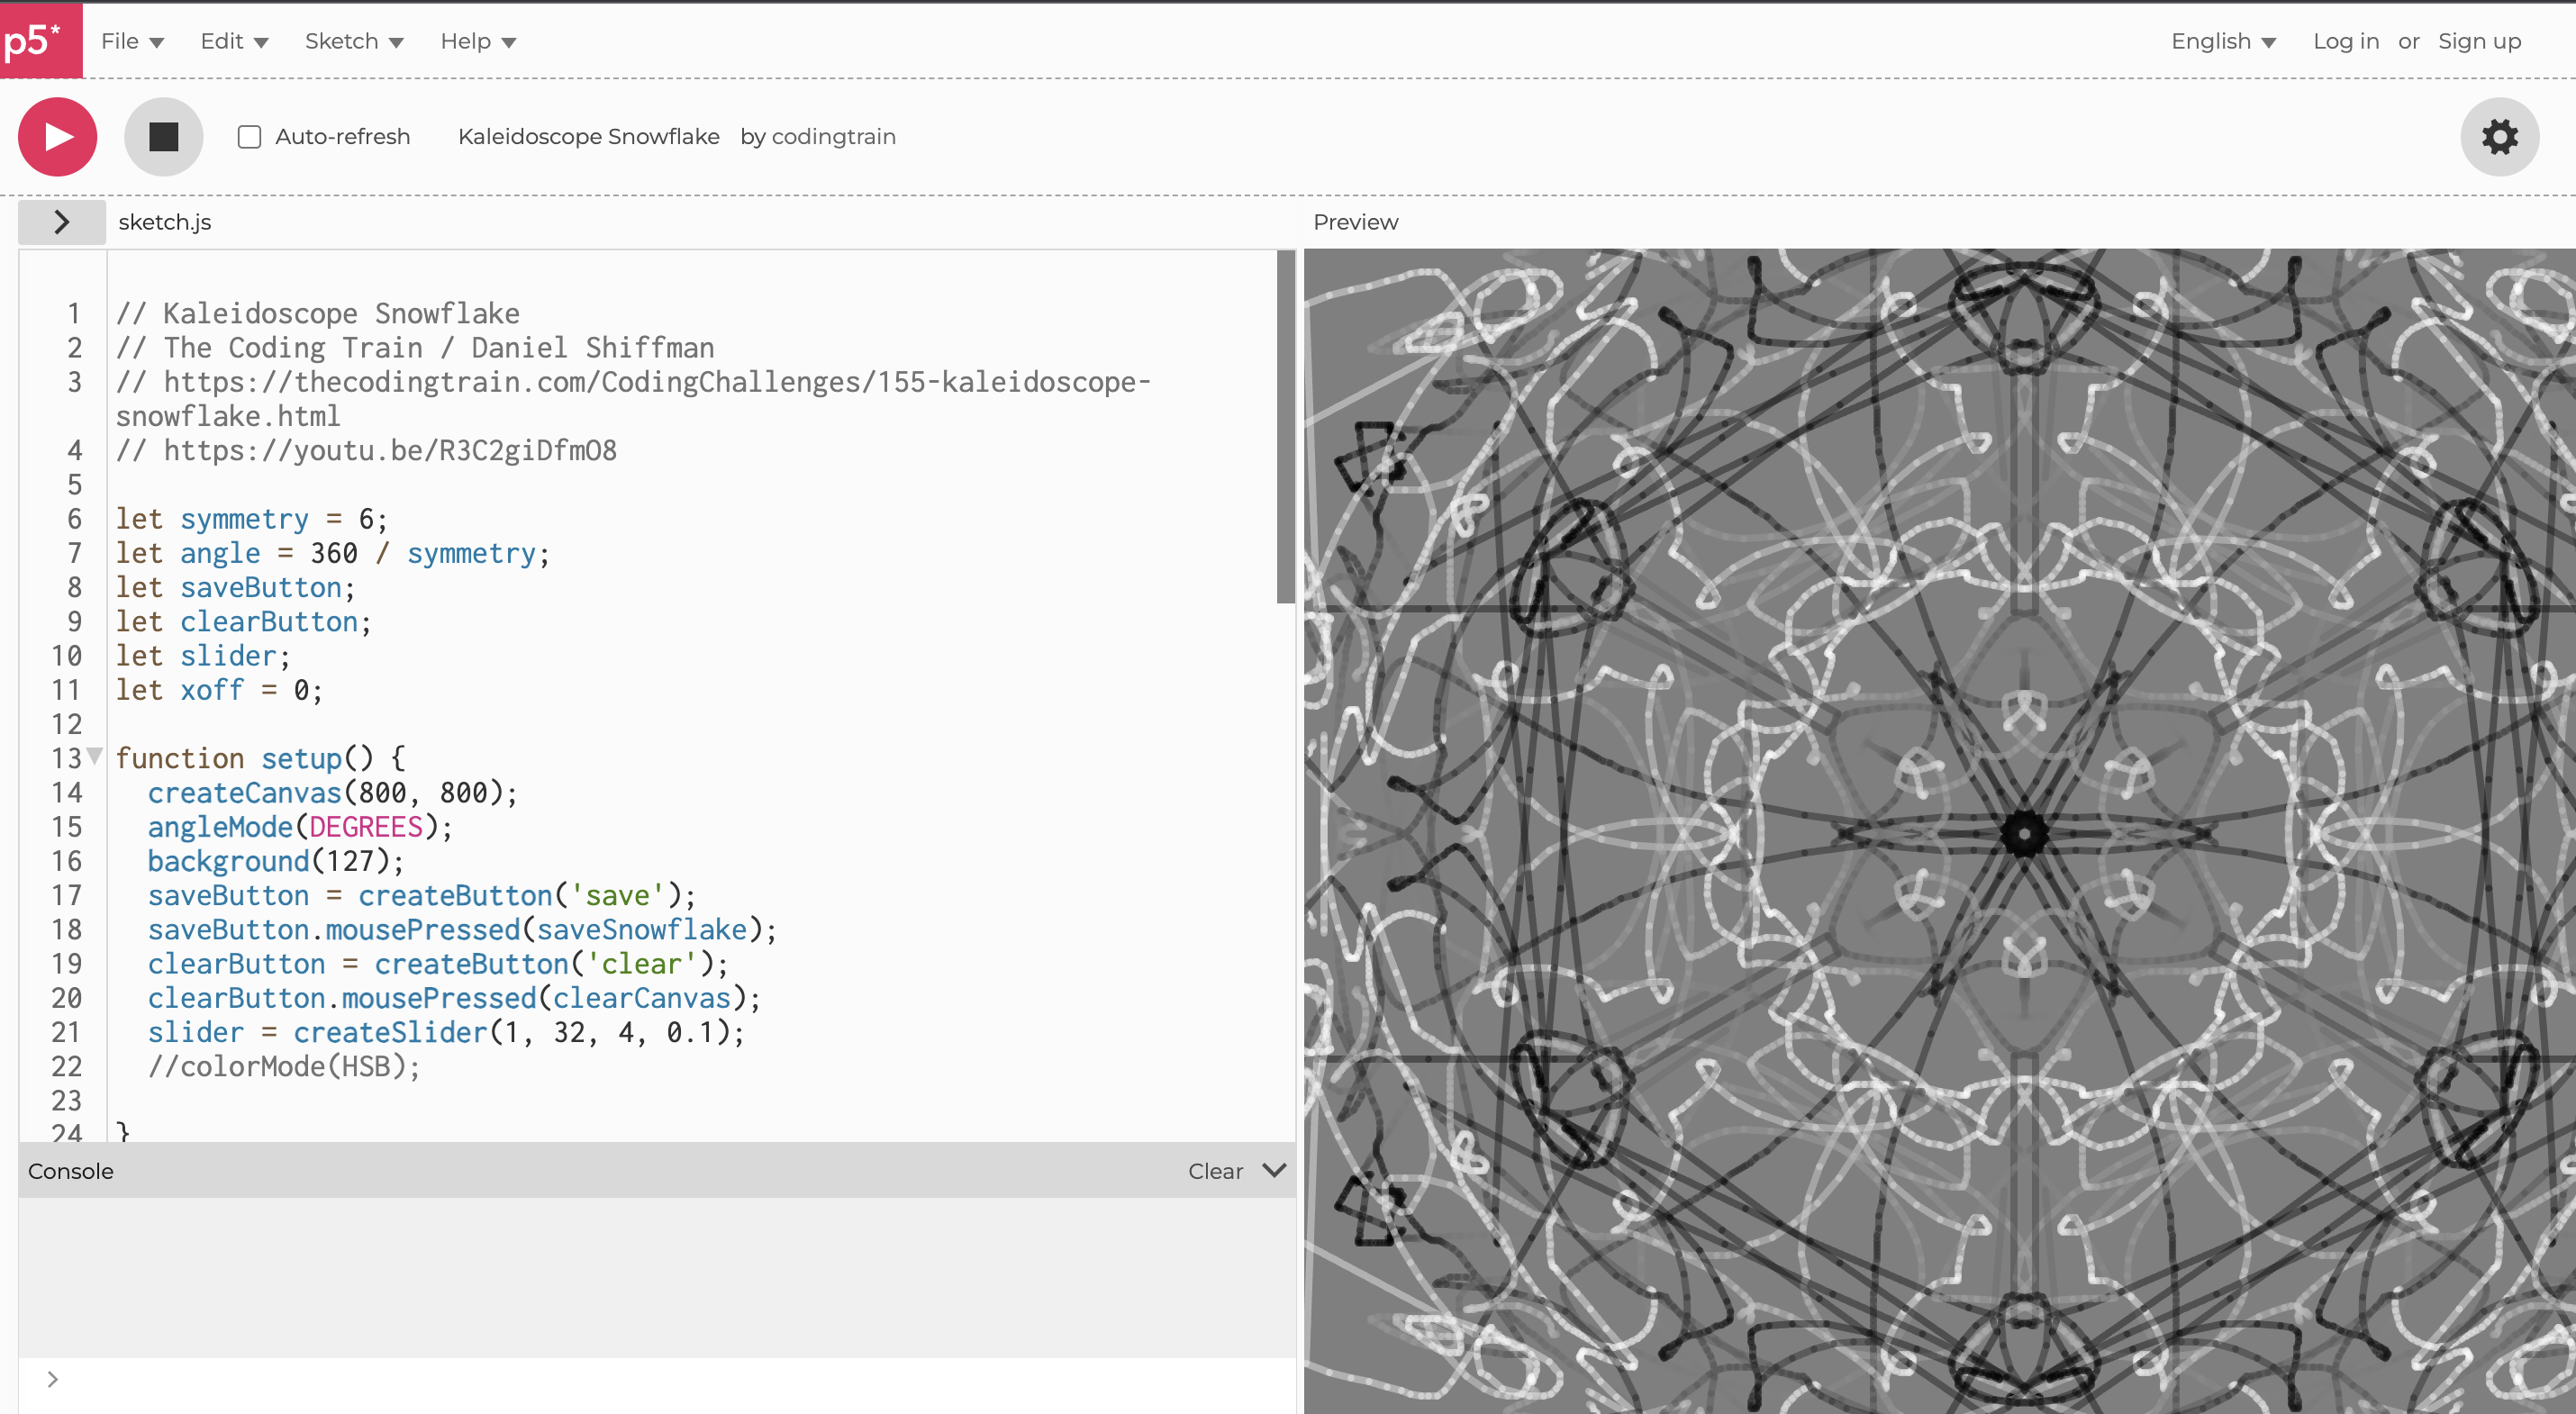 p5*
File Edit Sketch Help English Log in or Sign up
Auto-refresh Kaleidoscope Snowflake by codingtrain
sketch.js
Preview
1 // Kaleidoscope Snowflake
2 // The Coding Train / Daniel Shiffman
3 // https://thecodingtrain.com/CodingChallenges/155-kaleidoscope-
snowflake.html
4 // https://youtu.be/R3C2giDfmO8
5
6 let symmetry = 6;
7 let angle = 360 / symmetry;
8 let saveButton;
9 let clearButton;
10 let slider;
11 let xoff = 0;
12
13 function setup() {
14 createCanvas(800, 800);
15 angleMode(DEGREES);
16 background(127);
17 saveButton = createButton('save');
18 saveButton.mousePressed(saveSnowflake);
19 clearButton = createButton('clear');
20 clearButton.mousePressed(clearCanvas);
21 slider = createSlider(1, 32, 4, 0.1);
22 //colorMode(HSB);
23
24 }
Console Clear
>